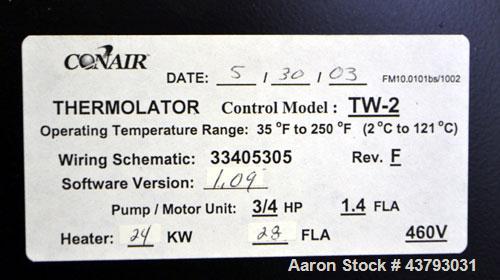 CONAIR
DATE: 5 / 30 / 03 FM10.0101bs/1002
THERMOLATOR Control Model: TW-2
Operating Temperature Range: 35 °F to 250 °F (2°C to 121°C)
Wiring Schematic: 33405305 Rev. F
Software Version: 1.09
Pump / Motor Unit: 3/4 HP 1.4 FLA
Heater: 24 KW 28 FLA 460V
Aaron Stock # 43793031